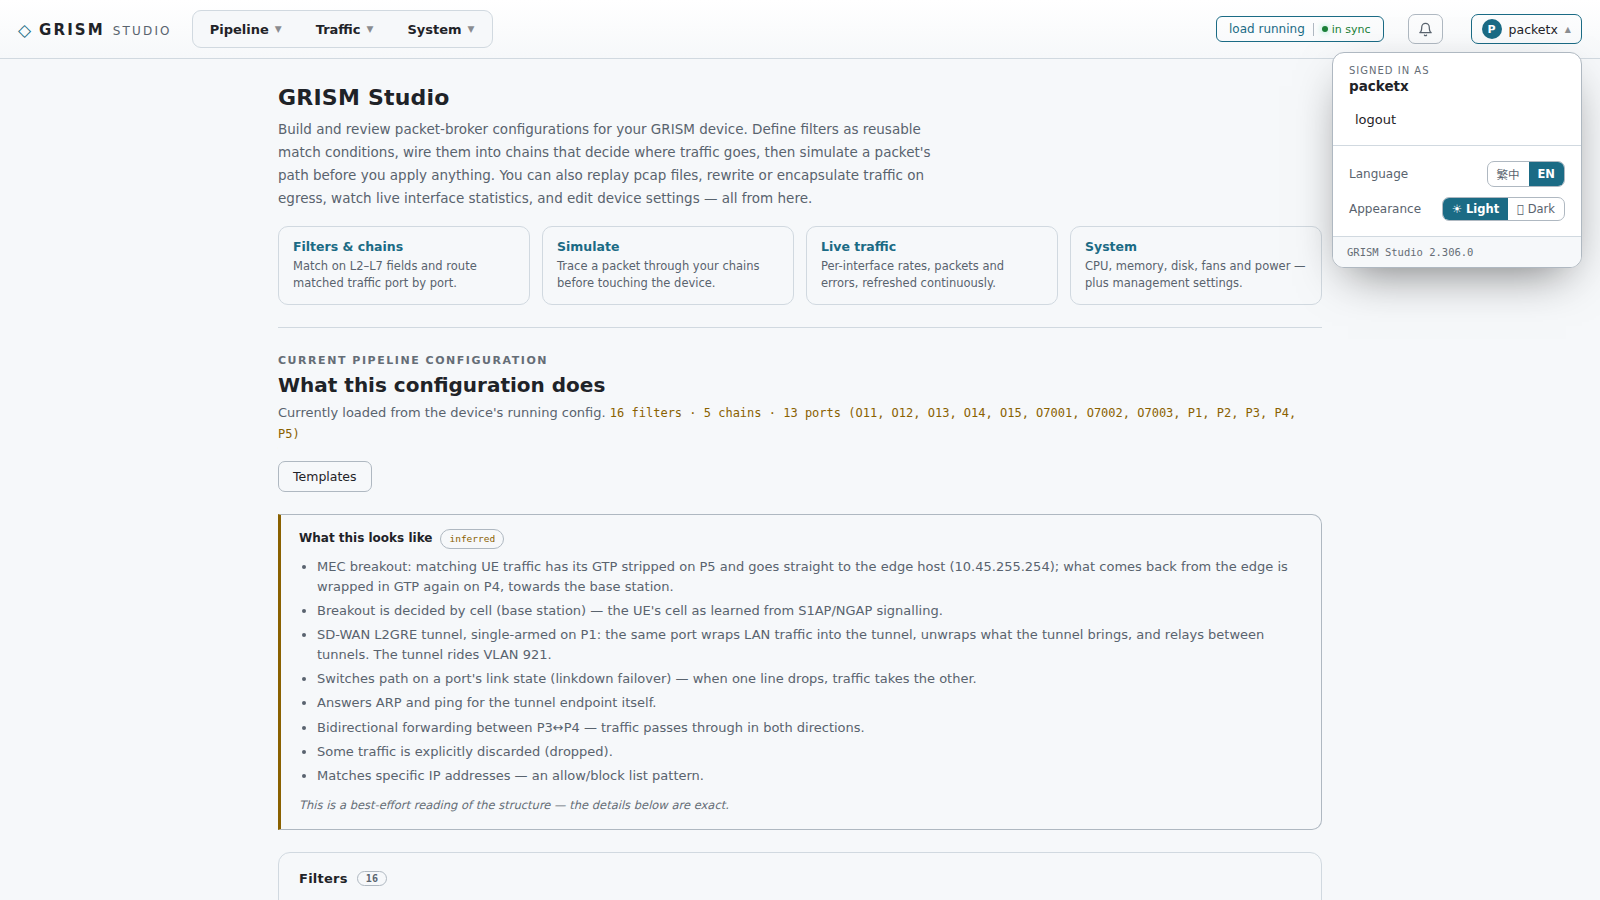 GRISM STUDIO
Pipeline ▼ Traffic ▼ System ▼
load running | in sync
P packetx ▲
SIGNED IN AS
packetx
logout
Language 繁中 EN
Appearance ☀ Light Dark
GRISM Studio 2.306.0
GRISM Studio
Build and review packet-broker configurations for your GRISM device. Define filters as reusable
match conditions, wire them into chains that decide where traffic goes, then simulate a packet's
path before you apply anything. You can also replay pcap files, rewrite or encapsulate traffic on
egress, watch live interface statistics, and edit device settings — all from here.
Filters & chains
Match on L2–L7 fields and route
matched traffic port by port.
Simulate
Trace a packet through your chains
before touching the device.
Live traffic
Per-interface rates, packets and
errors, refreshed continuously.
System
CPU, memory, disk, fans and power —
plus management settings.
CURRENT PIPELINE CONFIGURATION
What this configuration does
Currently loaded from the device's running config. 16 filters · 5 chains · 13 ports (O11, O12, O13, O14, O15, O7001, O7002, O7003, P1, P2, P3, P4,
P5)
Templates
What this looks like inferred
• MEC breakout: matching UE traffic has its GTP stripped on P5 and goes straight to the edge host (10.45.255.254); what comes back from the edge is
wrapped in GTP again on P4, towards the base station.
• Breakout is decided by cell (base station) — the UE's cell as learned from S1AP/NGAP signalling.
• SD-WAN L2GRE tunnel, single-armed on P1: the same port wraps LAN traffic into the tunnel, unwraps what the tunnel brings, and relays between
tunnels. The tunnel rides VLAN 921.
• Switches path on a port's link state (linkdown failover) — when one line drops, traffic takes the other.
• Answers ARP and ping for the tunnel endpoint itself.
• Bidirectional forwarding between P3↔P4 — traffic passes through in both directions.
• Some traffic is explicitly discarded (dropped).
• Matches specific IP addresses — an allow/block list pattern.
This is a best-effort reading of the structure — the details below are exact.
Filters 16